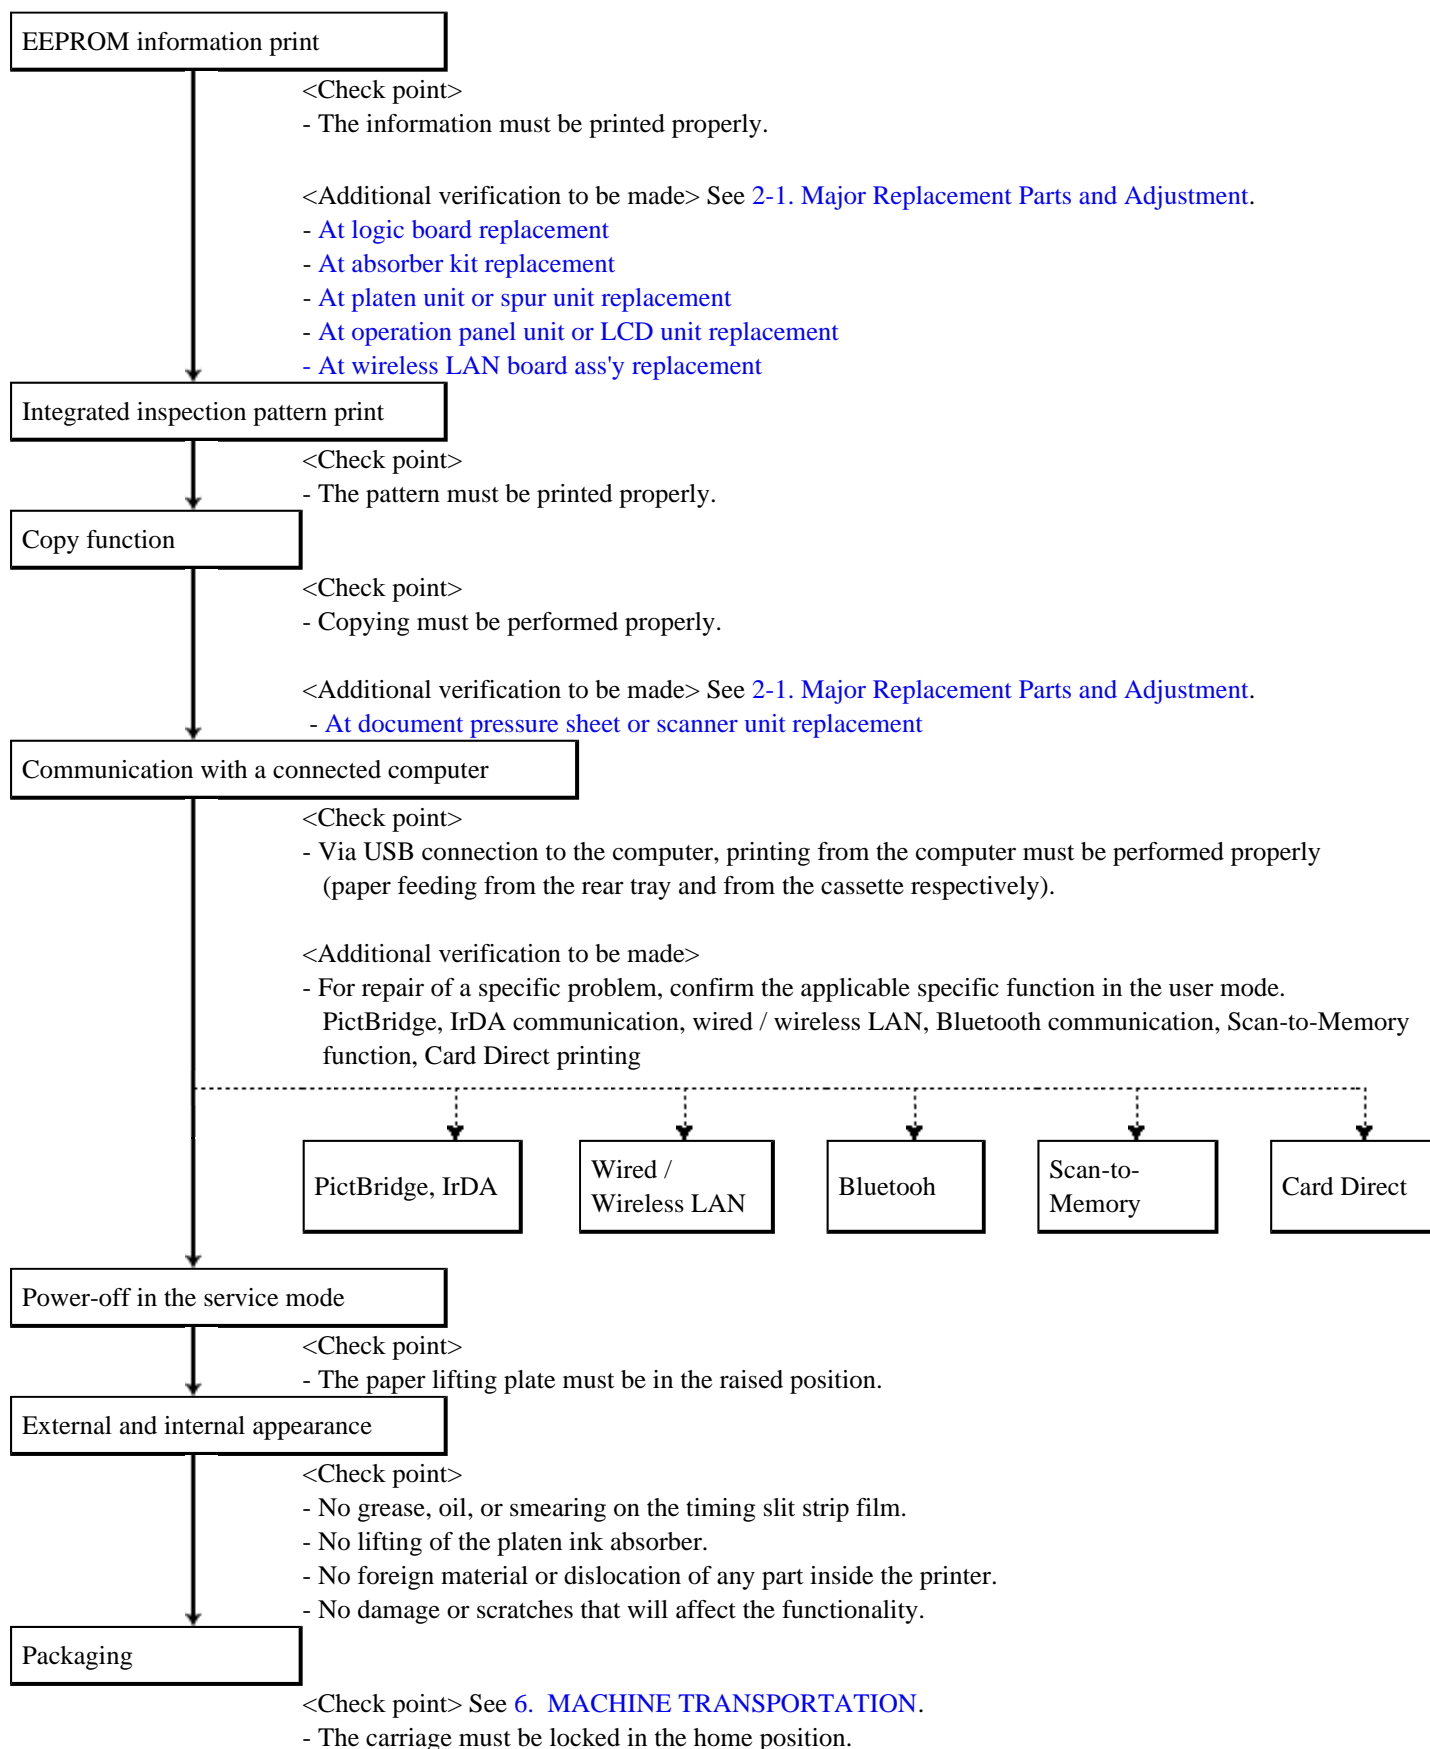 EEPROM information print
<Check point>
- The information must be printed properly.
<Additional verification to be made> See 2-1. Major Replacement Parts and Adjustment.
- At logic board replacement
- At absorber kit replacement
- At platen unit or spur unit replacement
- At operation panel unit or LCD unit replacement
- At wireless LAN board ass'y replacement
Integrated inspection pattern print
<Check point>
- The pattern must be printed properly.
Copy function
<Check point>
- Copying must be performed properly.
<Additional verification to be made> See 2-1. Major Replacement Parts and Adjustment.
- At document pressure sheet or scanner unit replacement
Communication with a connected computer
<Check point>
- Via USB connection to the computer, printing from the computer must be performed properly
(paper feeding from the rear tray and from the cassette respectively).
<Additional verification to be made>
- For repair of a specific problem, confirm the applicable specific function in the user mode.
PictBridge, IrDA communication, wired / wireless LAN, Bluetooth communication, Scan-to-Memory
function, Card Direct printing
PictBridge, IrDA
Wired /
Wireless LAN
Bluetooh
Scan-to-
Memory
Card Direct
Power-off in the service mode
<Check point>
- The paper lifting plate must be in the raised position.
External and internal appearance
<Check point>
- No grease, oil, or smearing on the timing slit strip film.
- No lifting of the platen ink absorber.
- No foreign material or dislocation of any part inside the printer.
- No damage or scratches that will affect the functionality.
Packaging
<Check point> See 6. MACHINE TRANSPORTATION.
- The carriage must be locked in the home position.